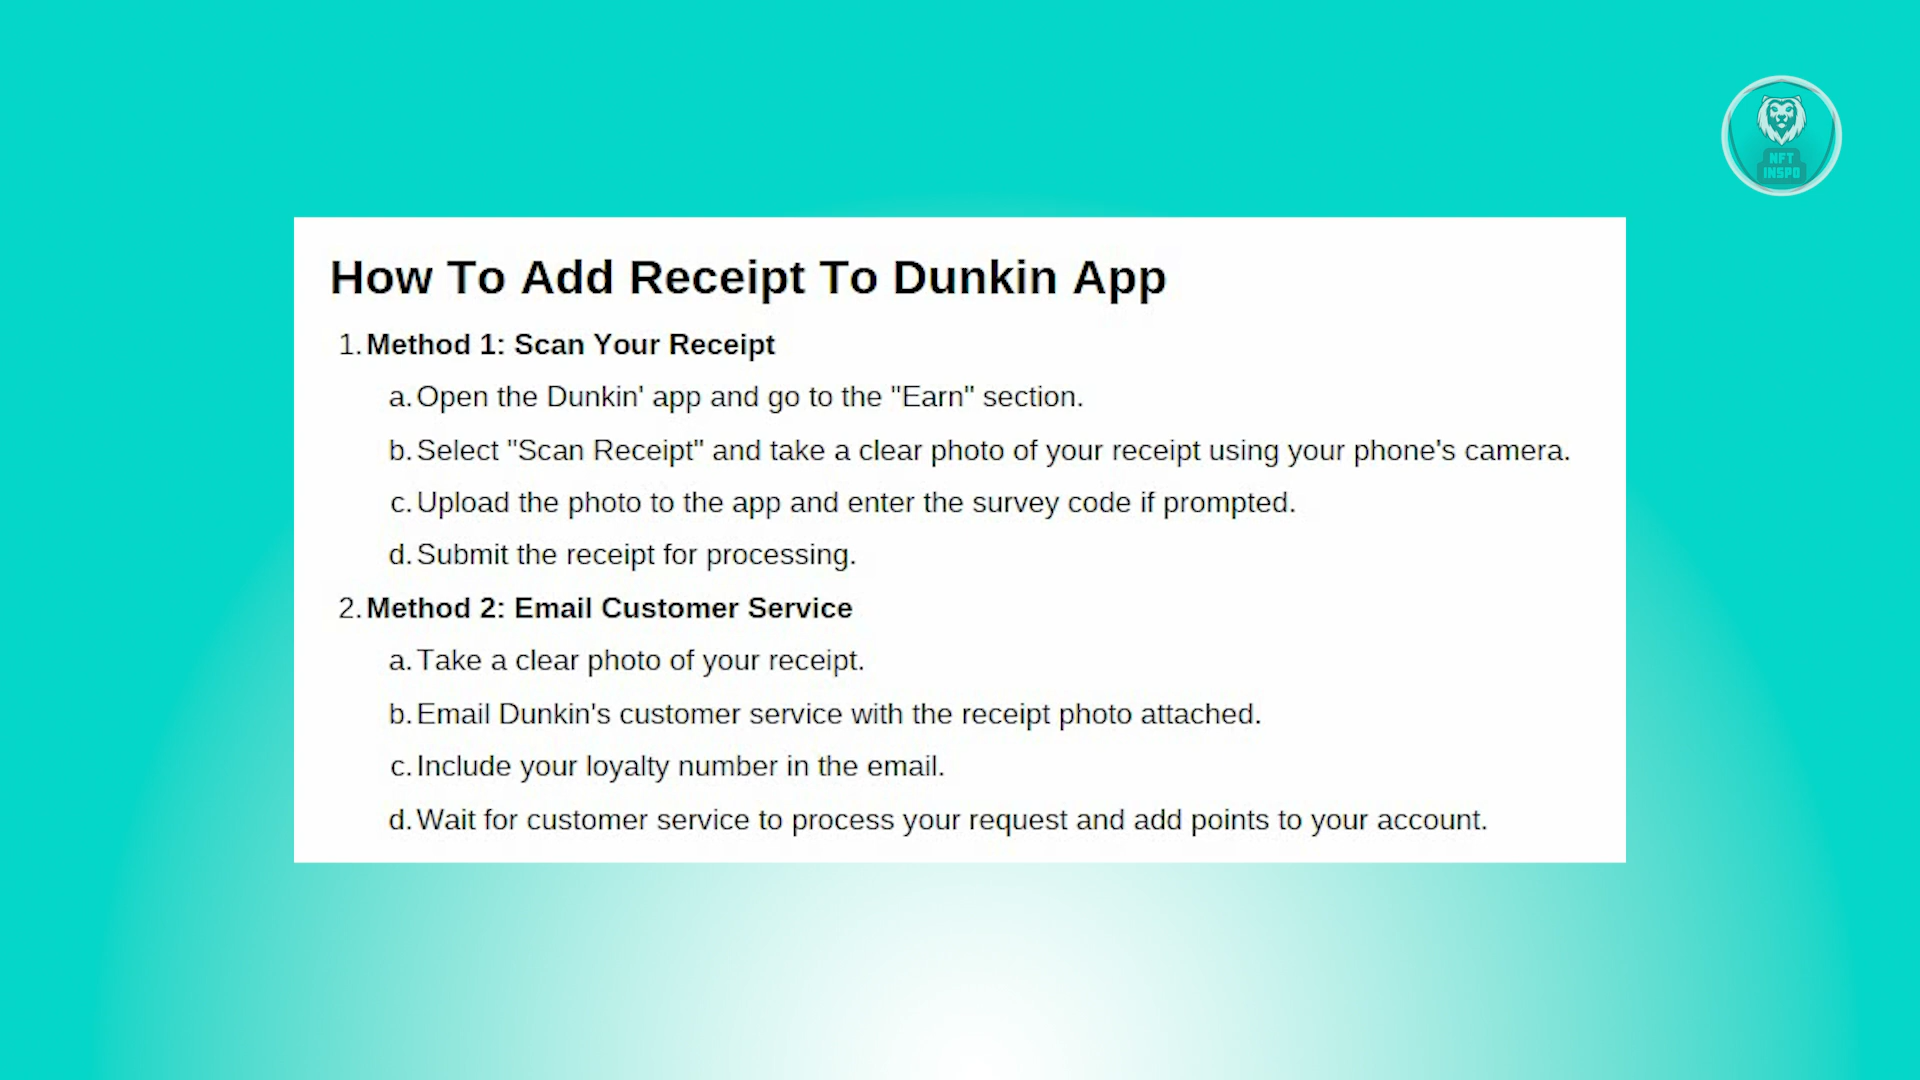 NFT
INSPO
How To Add Receipt To Dunkin App
1. Method 1: Scan Your Receipt
a. Open the Dunkin' app and go to the "Earn" section.
b. Select "Scan Receipt" and take a clear photo of your receipt using your phone's camera.
c. Upload the photo to the app and enter the survey code if prompted.
d. Submit the receipt for processing.
2. Method 2: Email Customer Service
a. Take a clear photo of your receipt.
b. Email Dunkin's customer service with the receipt photo attached.
c. Include your loyalty number in the email.
d. Wait for customer service to process your request and add points to your account.